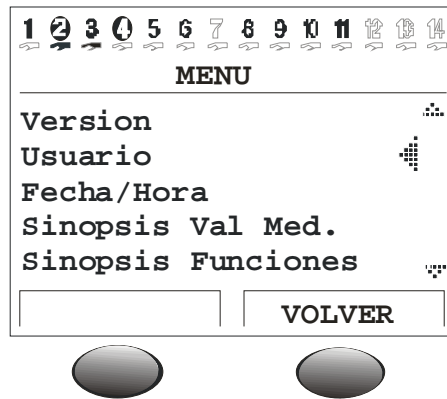 1 2 3 4 5 6 7 8 9 10 11 12 13 14
MENU
Version
Usuario
Fecha/Hora
Sinopsis Val Med.
Sinopsis Funciones
VOLVER